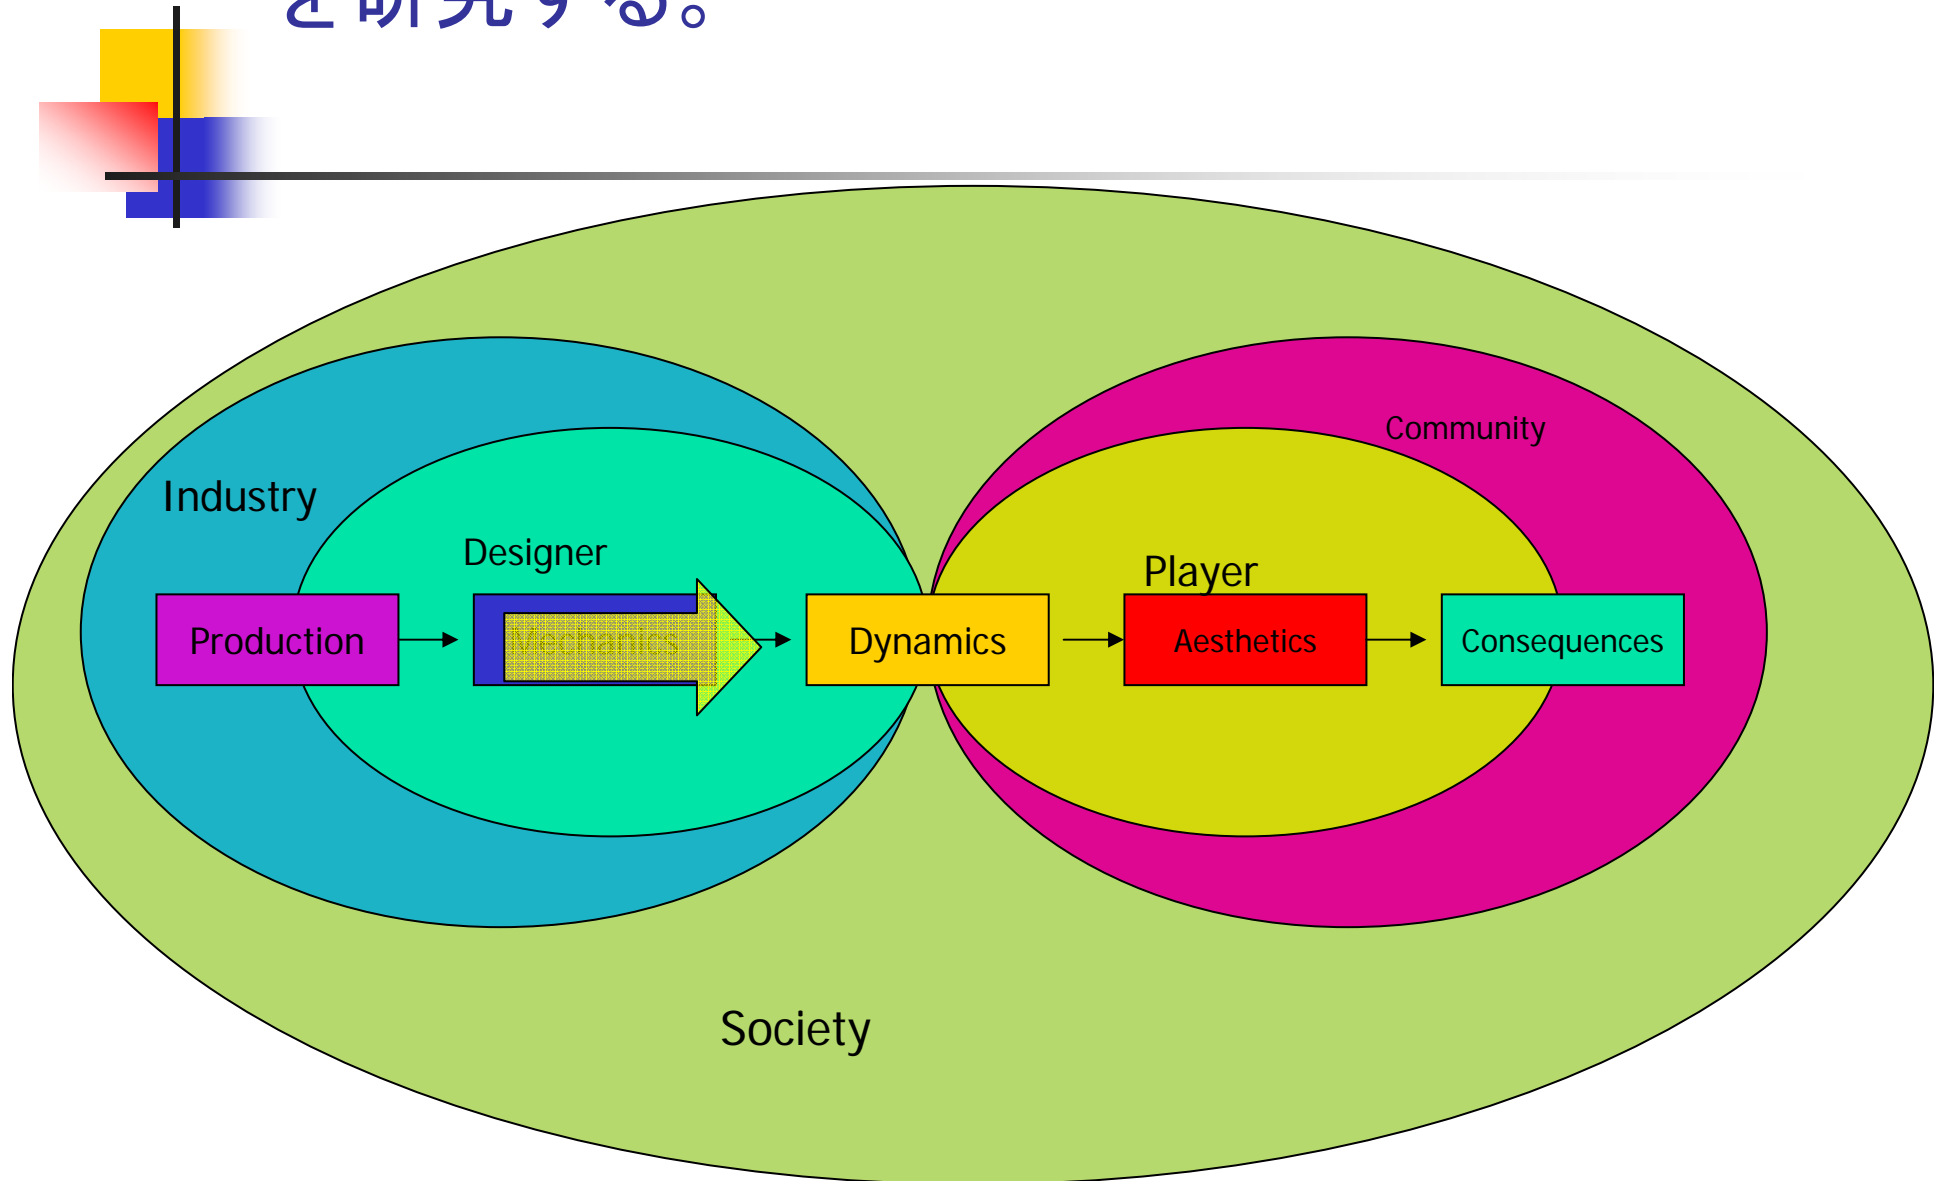 を研究する。
Community
Industry
Designer
Player
Production
Dynamics
Aesthetics
Consequences
Society